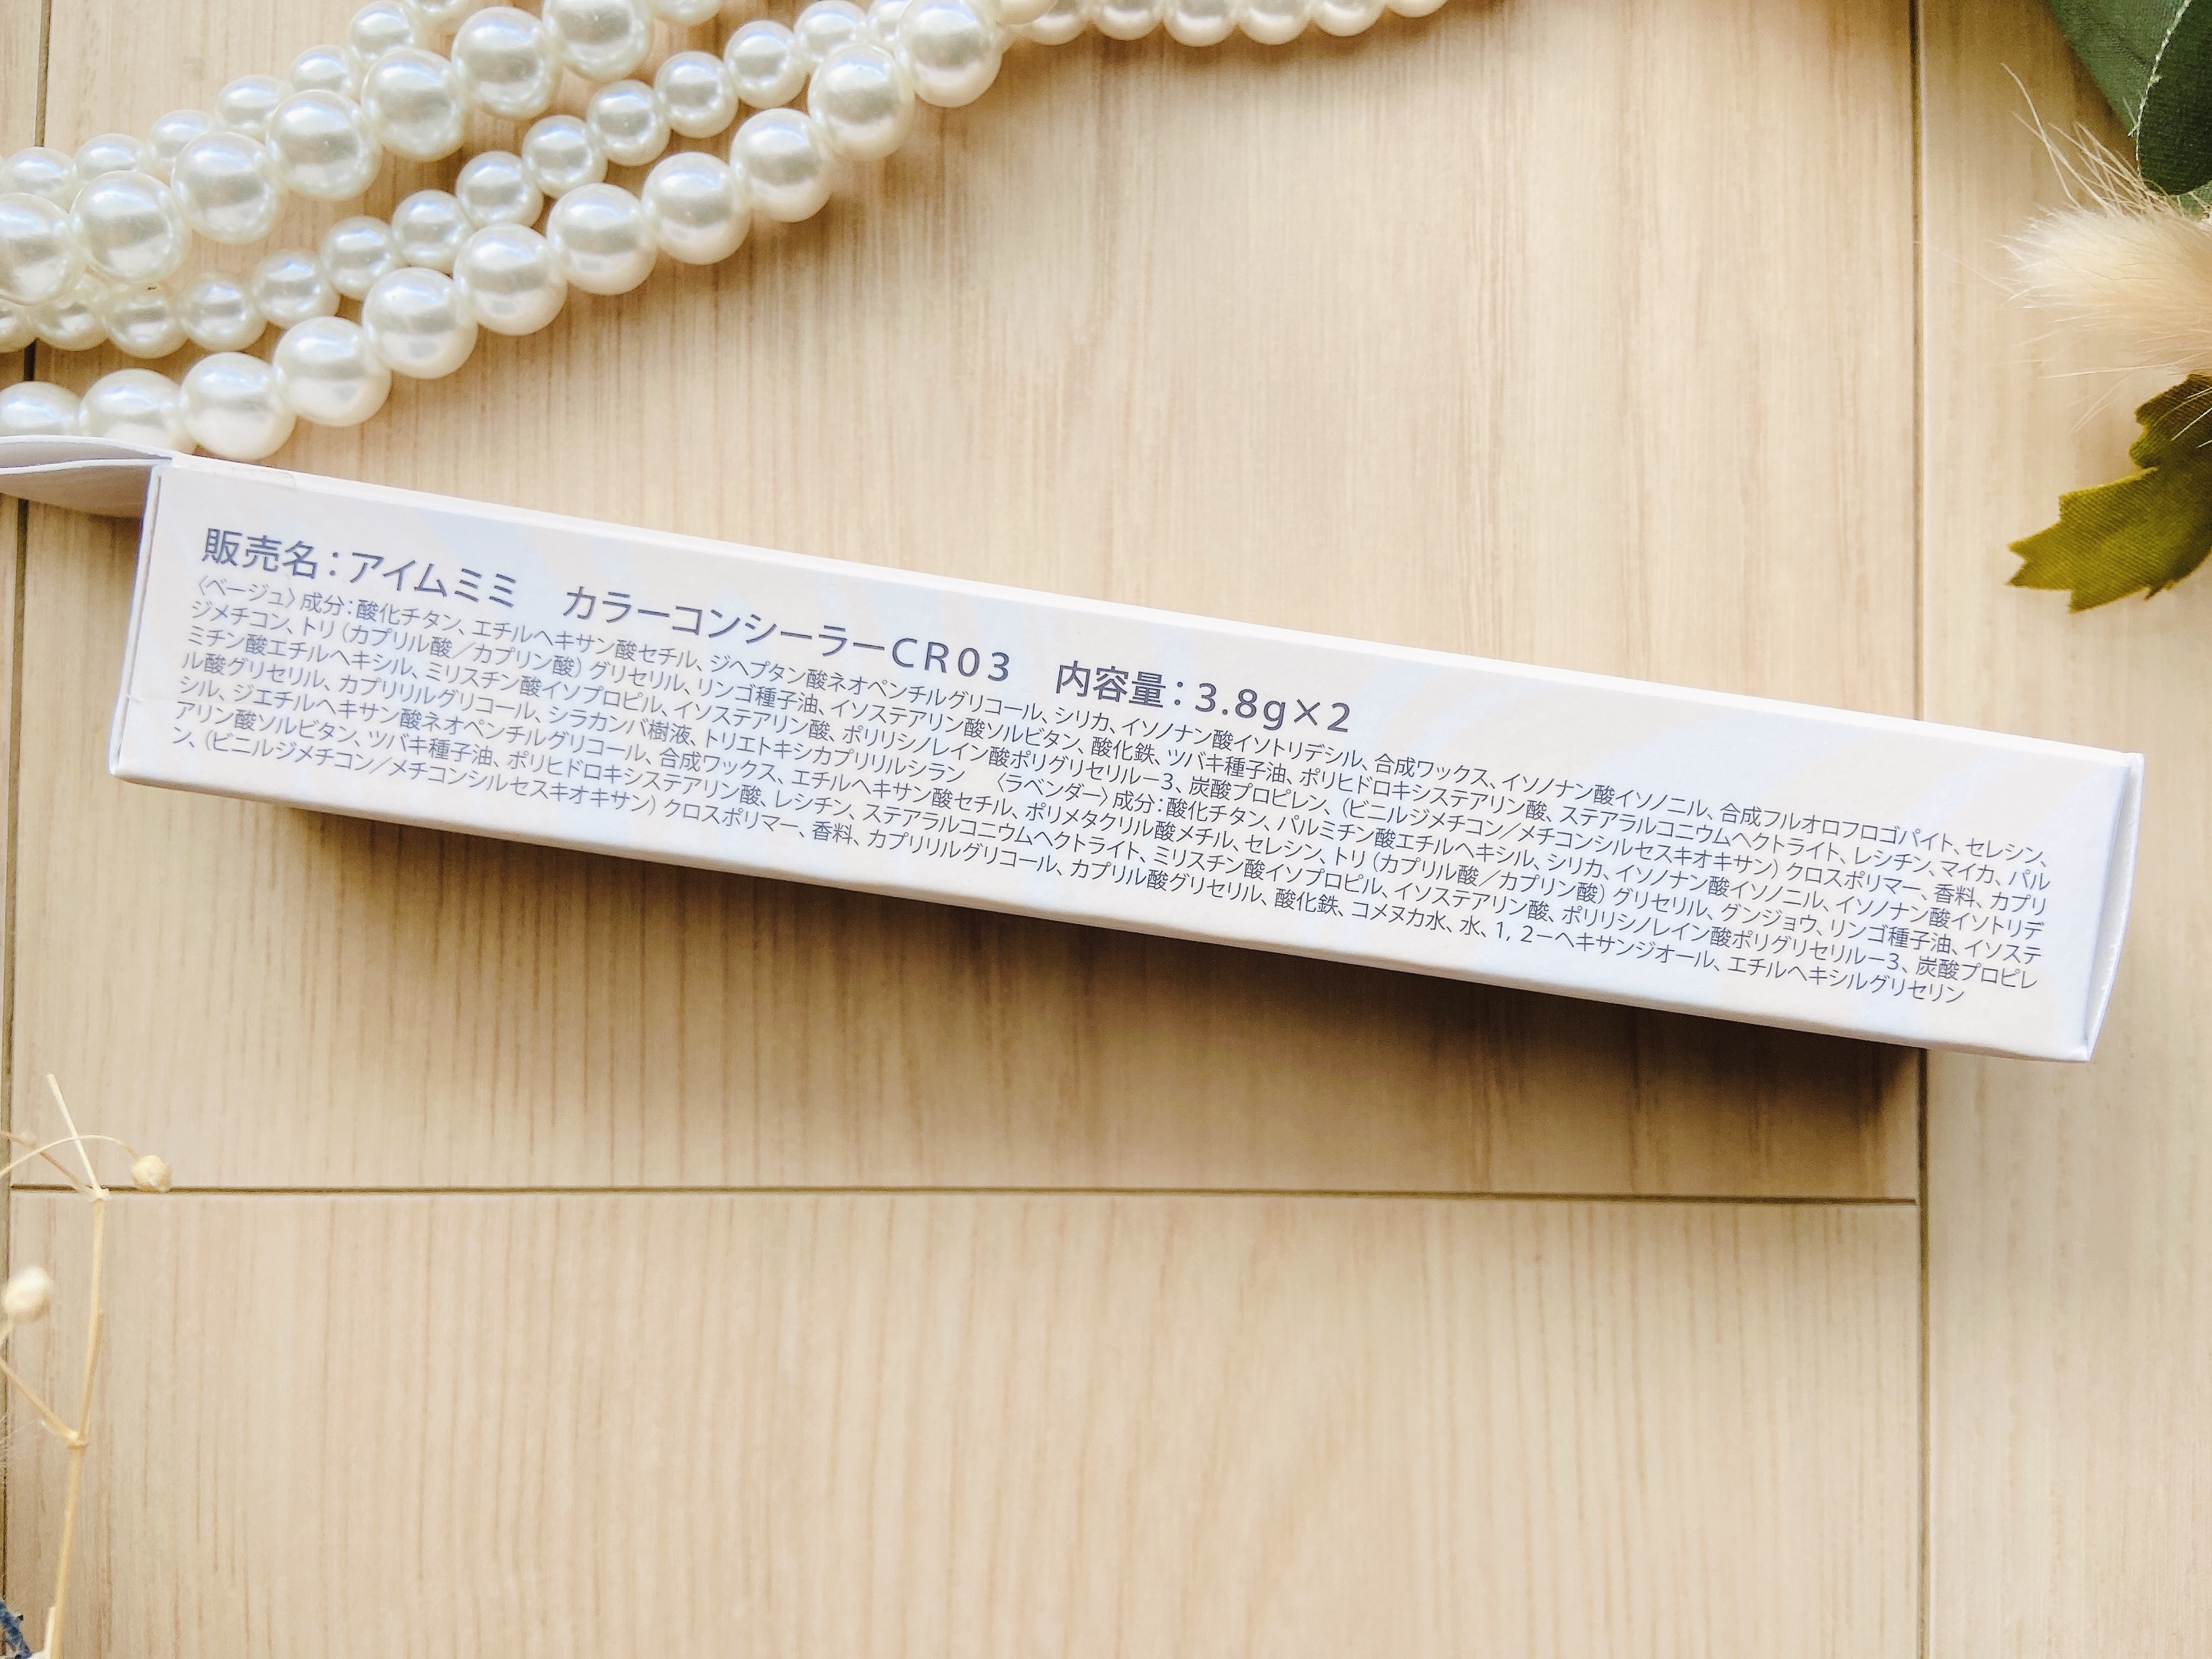 販売名：アイムミミ　カラーコンシーラーCR03　内容量：3.8g×2
〈ベージュ〉成分：酸化チタン、エチルヘキサン酸セチル、ジヘプタン酸ネオペンチルグリコール、シリカ、イソノナン酸イソトリデシル、合成ワックス、イソノナン酸イソノニル、合成フルオロフロゴパイト、セレシン、
ジメチコン、トリ（カプリル酸／カプリン酸）グリセリル、リンゴ種子油、イソステアリン酸ソルビタン、酸化鉄、ツバキ種子油、ポリヒドロキシステアリン酸、ステアラルコニウムヘクトライト、レシチン、マイカ、パル
ミチン酸エチルヘキシル、ミリスチン酸イソプロピル、イソステアリン酸、ポリリシノレイン酸ポリグリセリルー3、炭酸プロピレン、（ビニルジメチコン／メチコンシルセスキオキサン）クロスポリマー、香料、カプリ
ル酸グリセリル、カプリリルグリコール、シラカンバ樹液、トリエトキシカプリリルシラン　〈ラベンダー〉成分：酸化チタン、パルミチン酸エチルヘキシル、シリカ、イソノナン酸イソノニル、イソノナン酸イソトリデ
シル、ジエチルヘキサン酸ネオペンチルグリコール、合成ワックス、エチルヘキサン酸セチル、ポリメタクリル酸メチル、セレシン、トリ（カプリル酸／カプリン酸）グリセリル、グンジョウ、リンゴ種子油、イソステ
アリン酸ソルビタン、ツバキ種子油、ポリヒドロキシステアリン酸、レシチン、ステアラルコニウムヘクトライト、ミリスチン酸イソプロピル、イソステアリン酸、ポリリシノレイン酸ポリグリセリルー3、炭酸プロピレ
ン、（ビニルジメチコン／メチコンシルセスキオキサン）クロスポリマー、香料、カプリリルグリコール、カプリル酸グリセリル、酸化鉄、コメヌカ水、水、1, 2－ヘキサンジオール、エチルヘキシルグリセリン